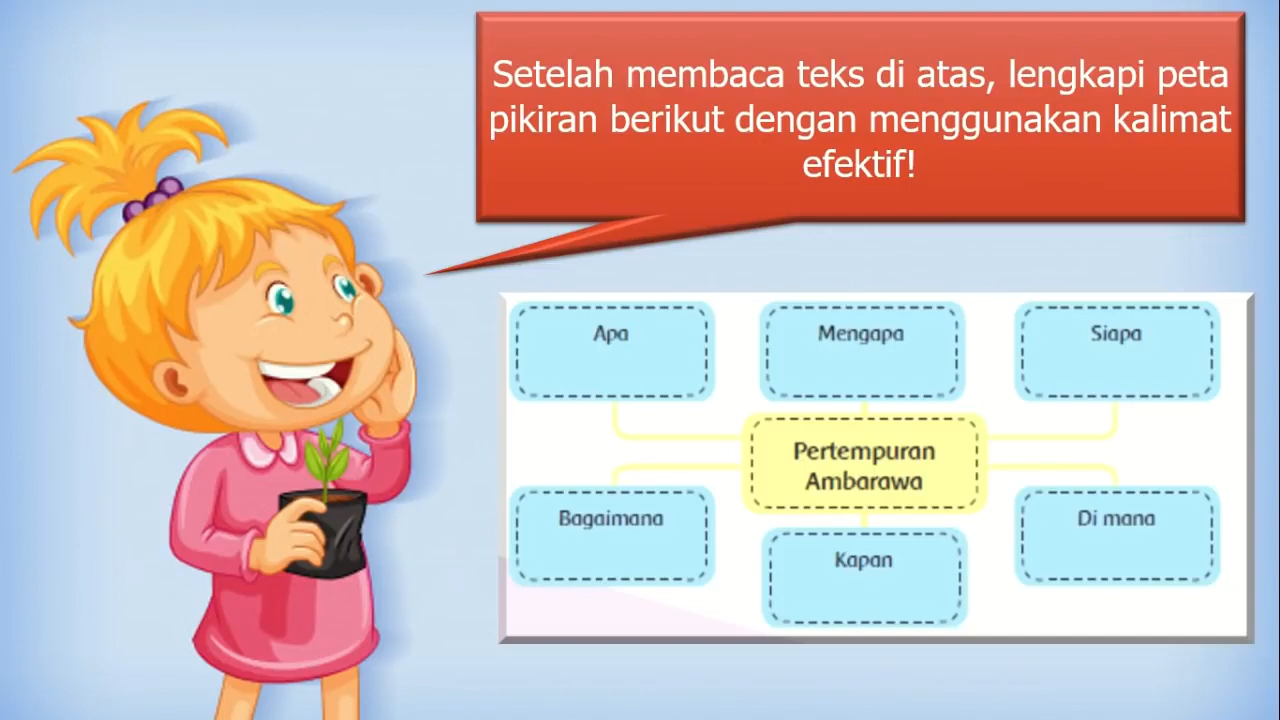 Setelah membaca teks di atas, lengkapi peta
pikiran berikut dengan menggunakan kalimat
efektif!
Apa
Mengapa
Siapa
Pertempuran
Ambarawa
Bagaimana
Kapan
Di mana